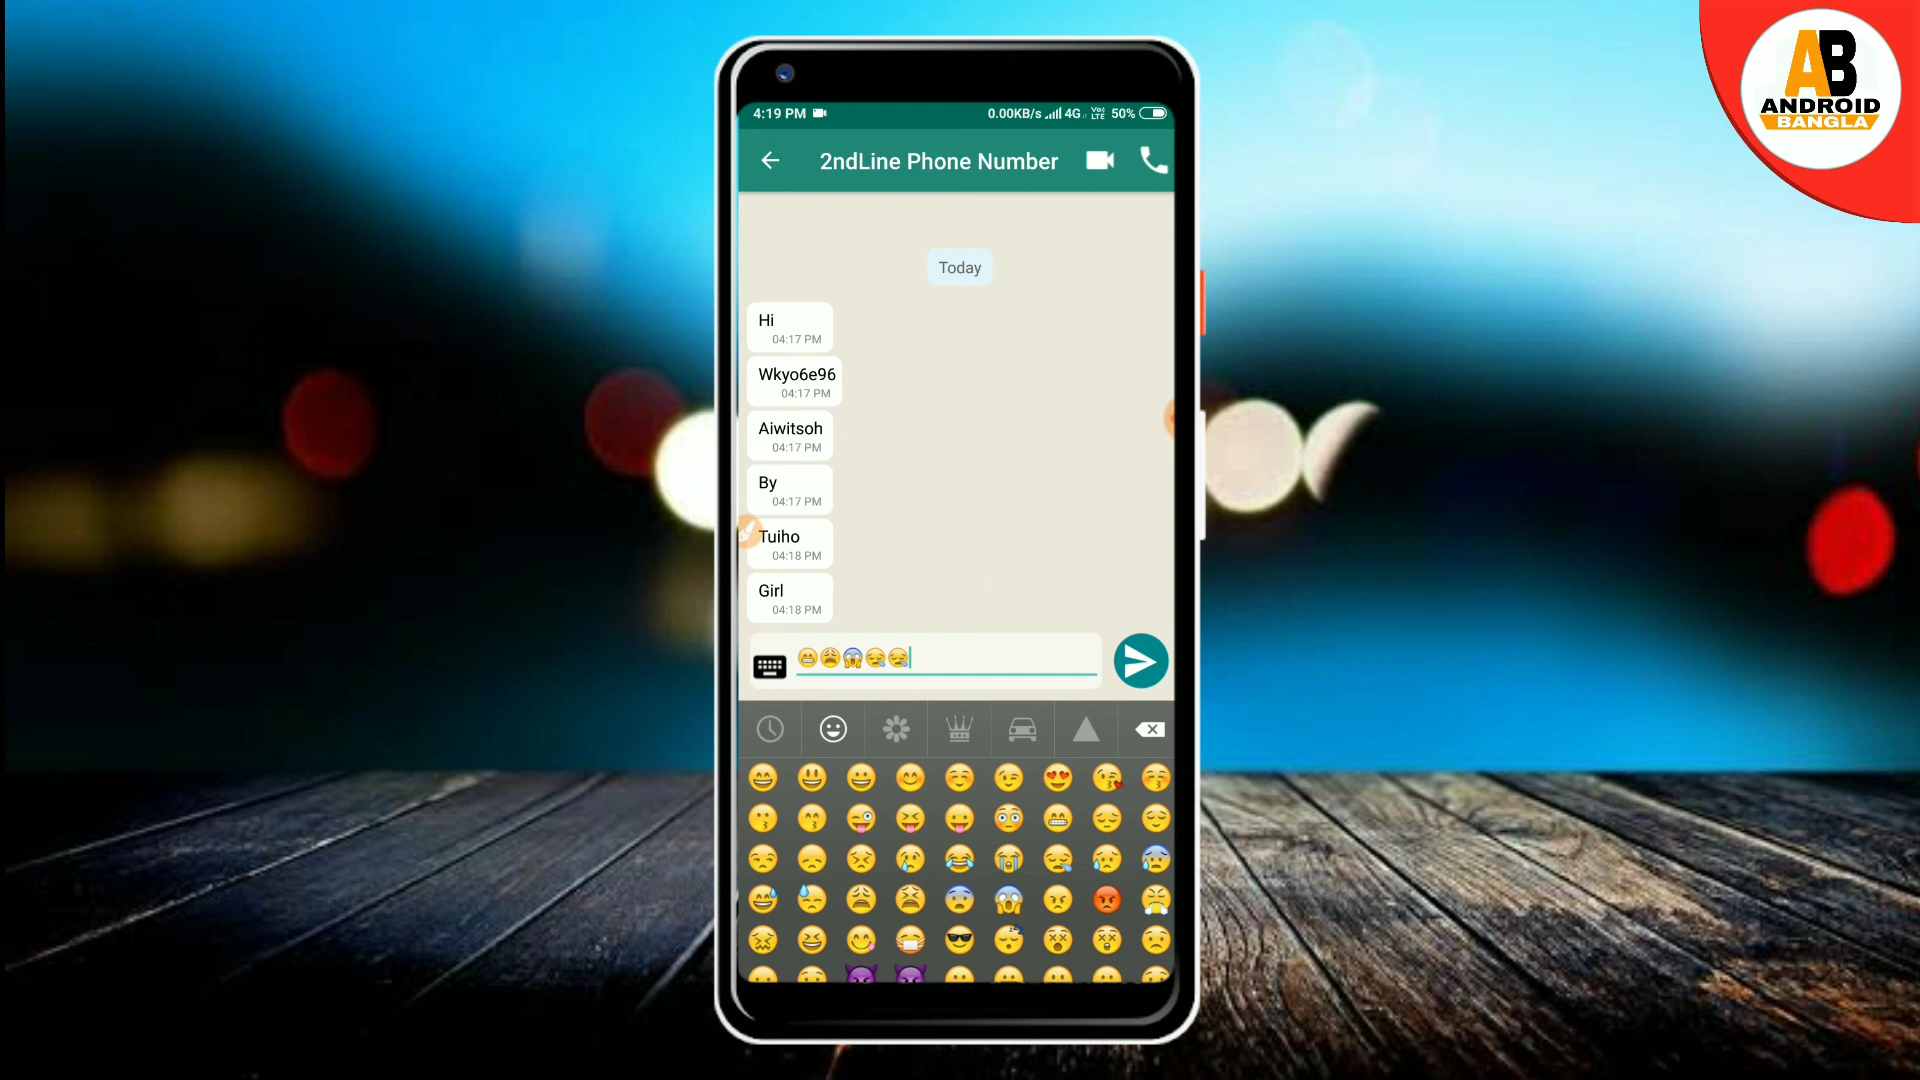 4:19 PM 0.00KB/s 4G Vo) LTE 50%
AB
ANDROID
BANGLA
2ndLine Phone Number
Today
Hi
04:17 PM
Wkyo6e96
04:17 PM
Aiwitsoh
04:17 PM
By
04:17 PM
Tuiho
04:18 PM
Girl
04:18 PM
😁😩😱😪😪